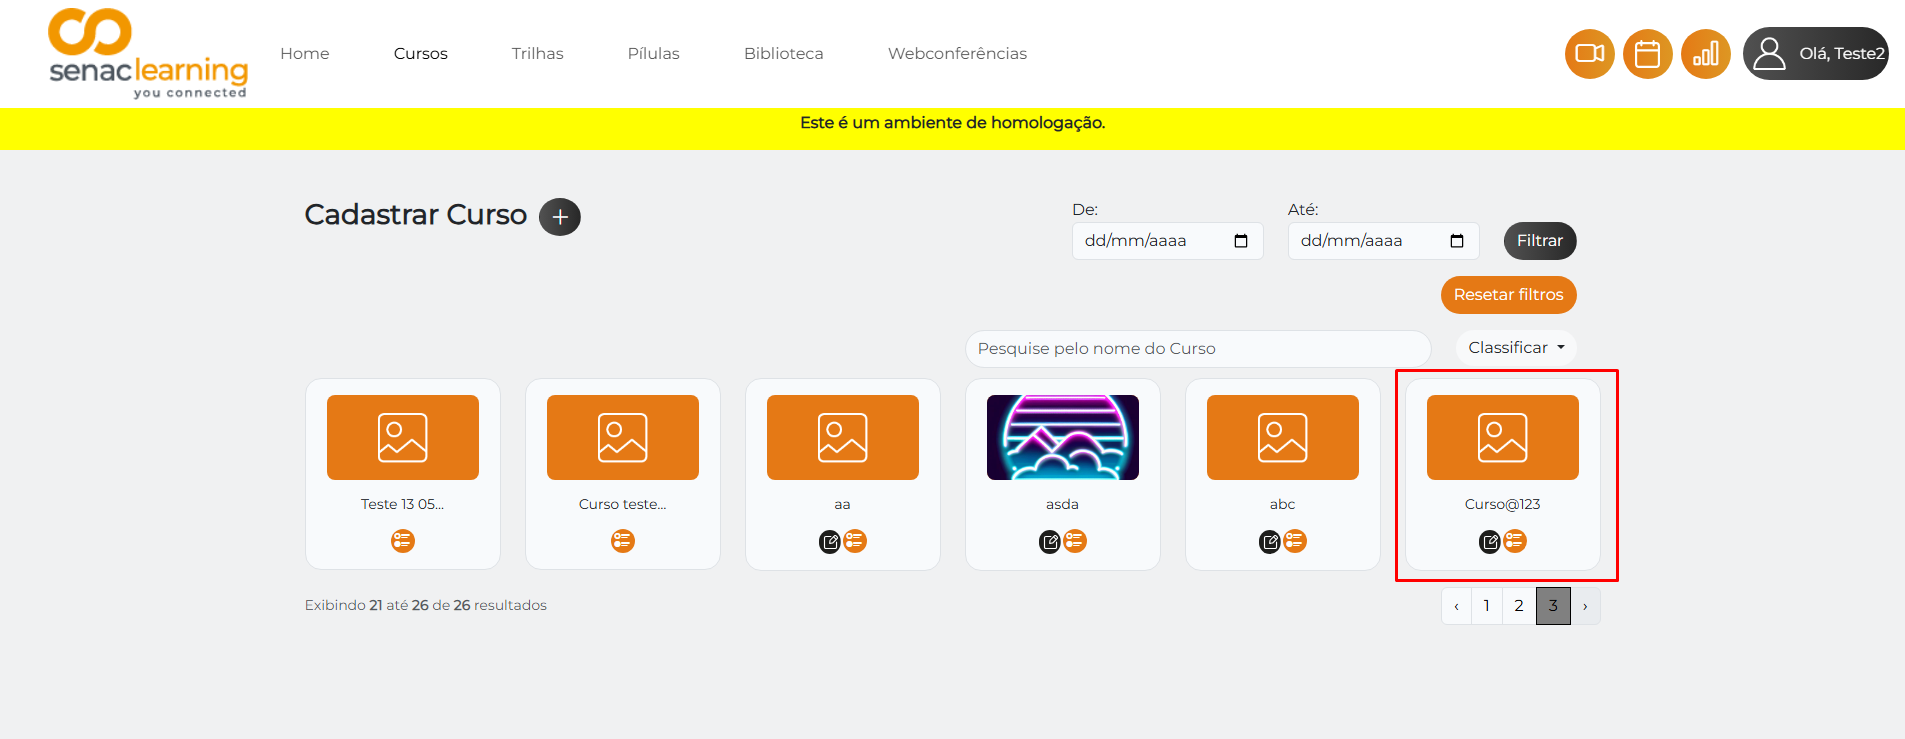 senaclearning
you connected
Home
Cursos
Trilhas
Pílulas
Biblioteca
Webconferências
Olá, Teste2
Este é um ambiente de homologação.
Cadastrar Curso
De:
Até:
dd/mm/aaaa
dd/mm/aaaa
Filtrar
Resetar filtros
Pesquise pelo nome do Curso
Classificar
Teste 13 05...
Curso teste...
aa
asda
abc
Curso@123
Exibindo 21 até 26 de 26 resultados
‹ 1 2 3 ›